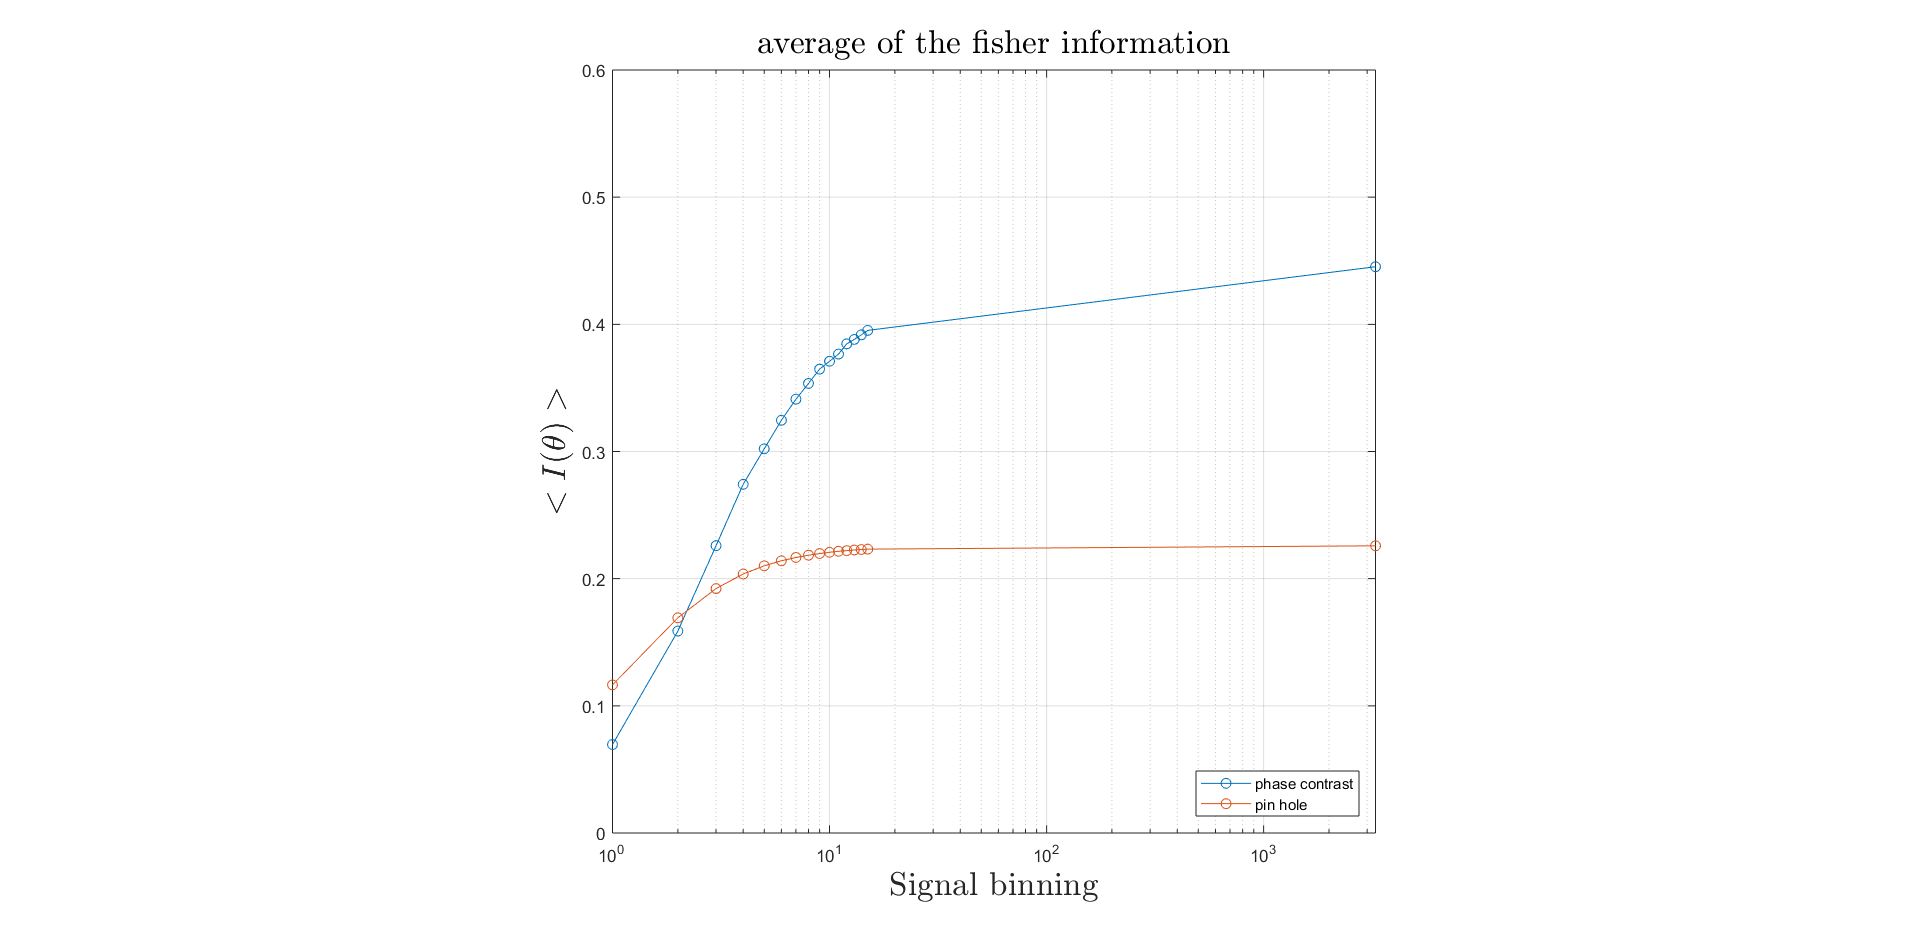 average of the fisher information
0.6
0.5
0.4
0.3
0.2
0.1
0
< I(θ) >
10^0
10^1
10^2
10^3
Signal binning
phase contrast
pin hole